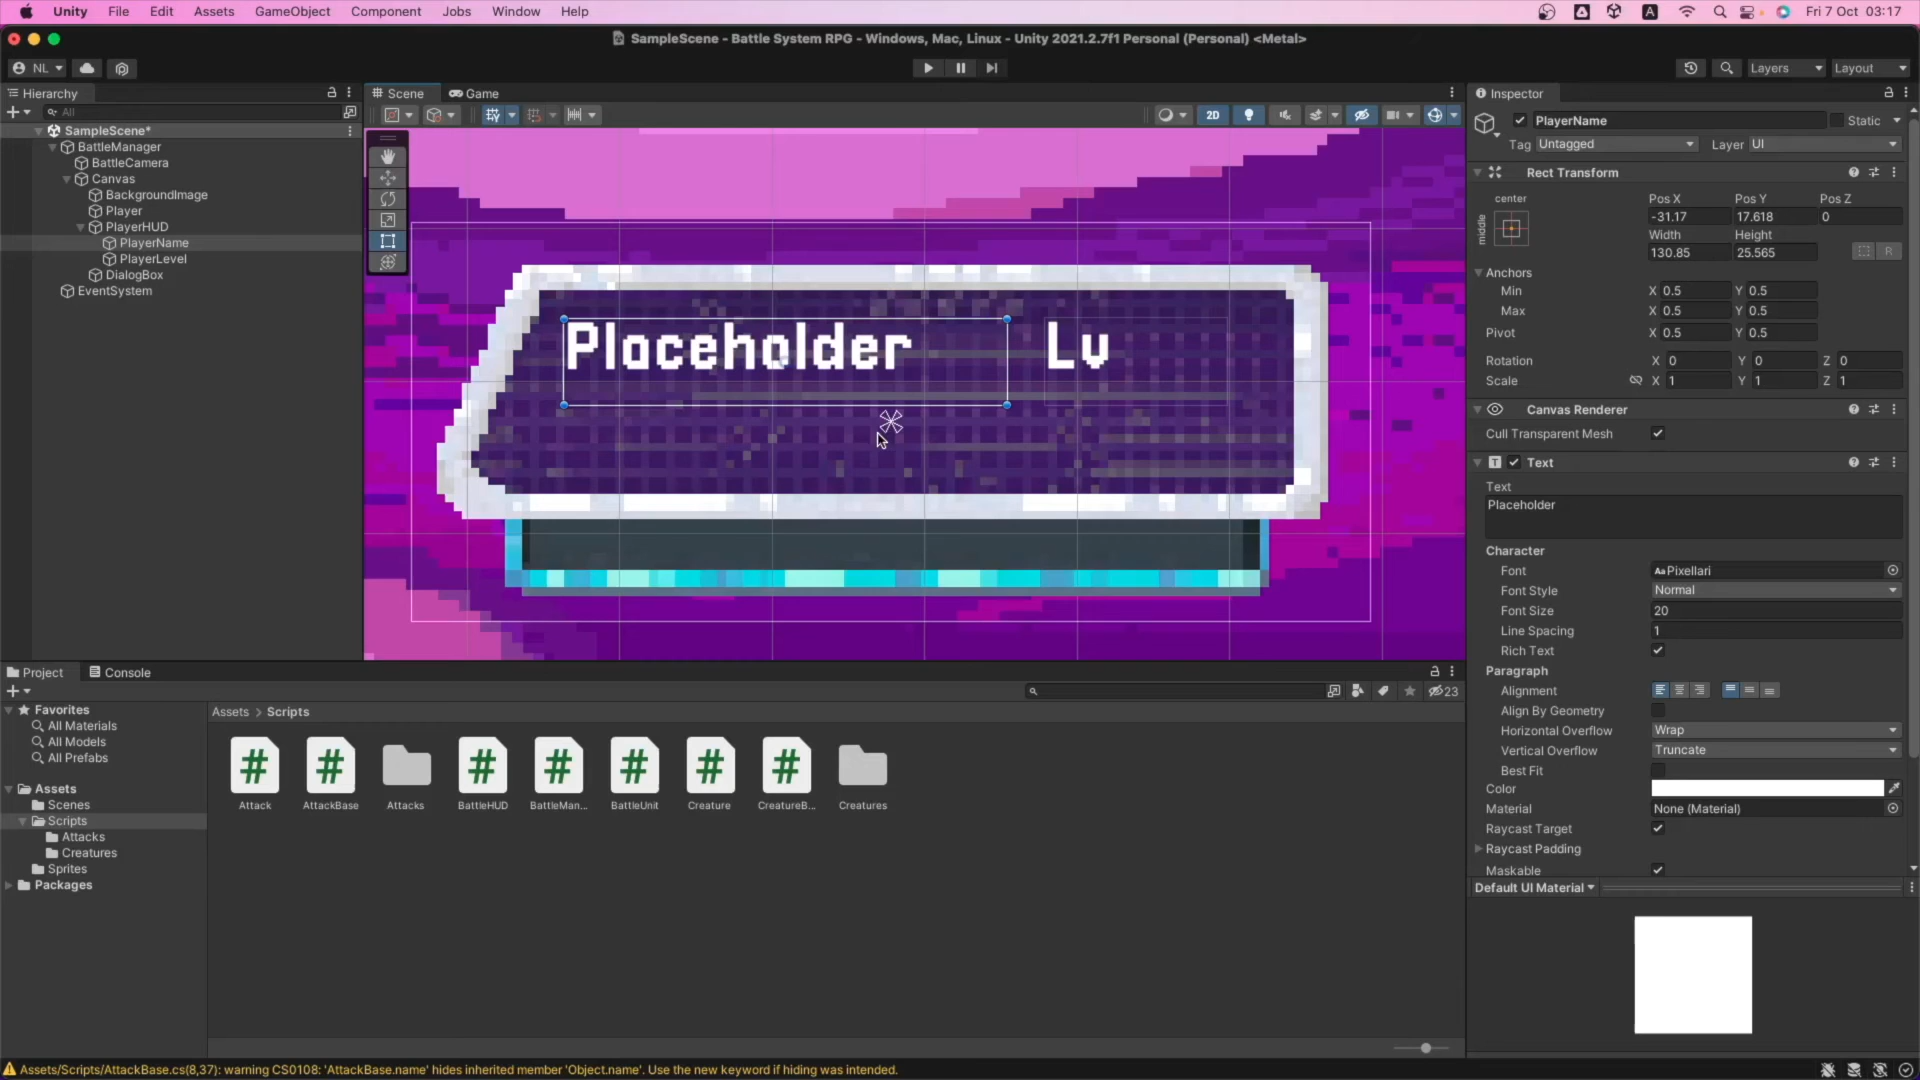 Unity File Edit Assets GameObject Component Jobs Window Help A Fri 7 Oct 03:17
SampleScene - Battle System RPG - Windows, Mac, Linux - Unity 2021.2.7f1 Personal (Personal) <Metal>
NL Layers Layout
Hierarchy
All
SampleScene*
BattleManager
BattleCamera
Canvas
BackgroundImage
Player
PlayerHUD
PlayerName
PlayerLevel
DialogBox
EventSystem
Scene Game
2D
Placeholder Lv
Inspector
PlayerName Static
Tag Untagged Layer UI
Rect Transform
center
middle
Pos X Pos Y Pos Z
-31.17 17.618 0
Width Height
130.85 25.565 R
Anchors
Min X 0.5 Y 0.5
Max X 0.5 Y 0.5
Pivot X 0.5 Y 0.5
Rotation X 0 Y 0 Z 0
Scale X 1 Y 1 Z 1
Canvas Renderer
Cull Transparent Mesh
T Text
Text
Placeholder
Character
Font Aa Pixellari
Font Style Normal
Font Size 20
Line Spacing 1
Rich Text
Paragraph
Alignment
Align By Geometry
Horizontal Overflow Wrap
Vertical Overflow Truncate
Best Fit
Color
Material None (Material)
Raycast Target
Raycast Padding
Maskable
Default UI Material
Project Console
23
Favorites
All Materials
All Models
All Prefabs
Assets
Scenes
Scripts
Attacks
Creatures
Sprites
Packages
Assets > Scripts
Attack AttackBase Attacks BattleHUD BattleMan... BattleUnit Creature CreatureB... Creatures
Assets/Scripts/AttackBase.cs(8,37): warning CS0108: 'AttackBase.name' hides inherited member 'Object.name'. Use the new keyword if hiding was intended.